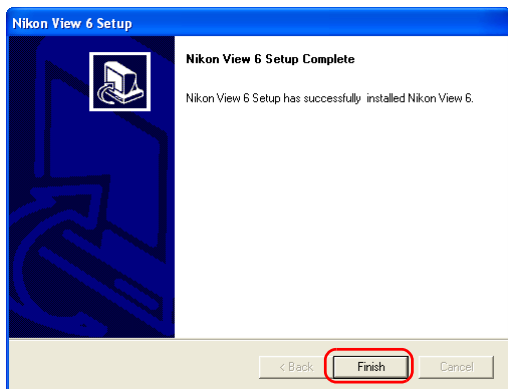 Nikon View 6 Setup
Nikon View 6 Setup Complete
Nikon View 6 Setup has successfully installed Nikon View 6.
< Back
Finish
Cancel